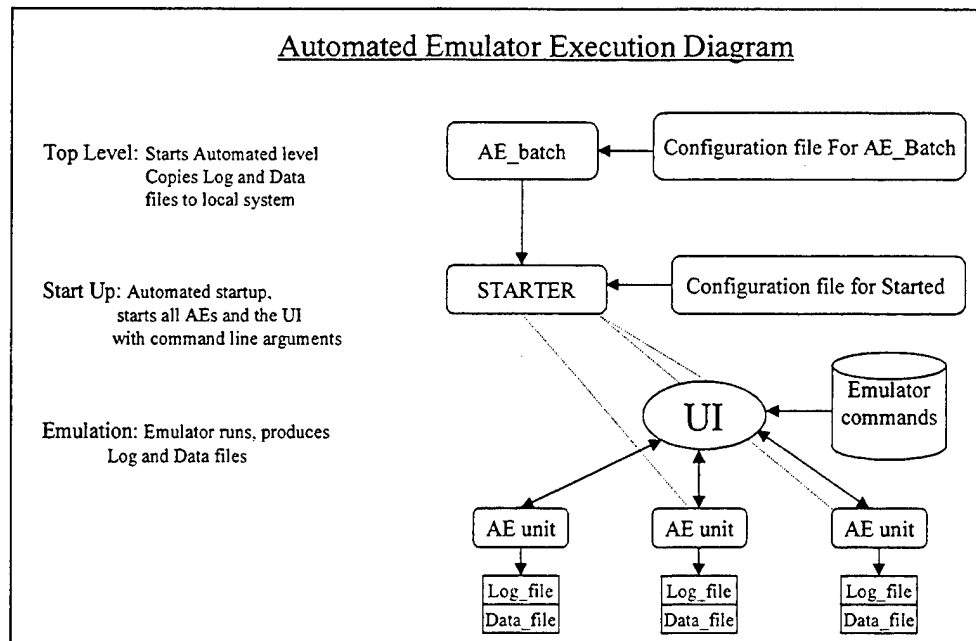 Automated Emulator Execution Diagram
Top Level: Starts Automated level
Copies Log and Data
files to local system
AE_batch
Configuration file For AE_Batch
Start Up: Automated startup,
starts all AEs and the UI
with command line arguments
STARTER
Configuration file for Started
Emulation: Emulator runs, produces
Log and Data files
UI
Emulator
commands
AE unit
AE unit
AE unit
Log_file
Data_file
Log_file
Data_file
Log_file
Data_file